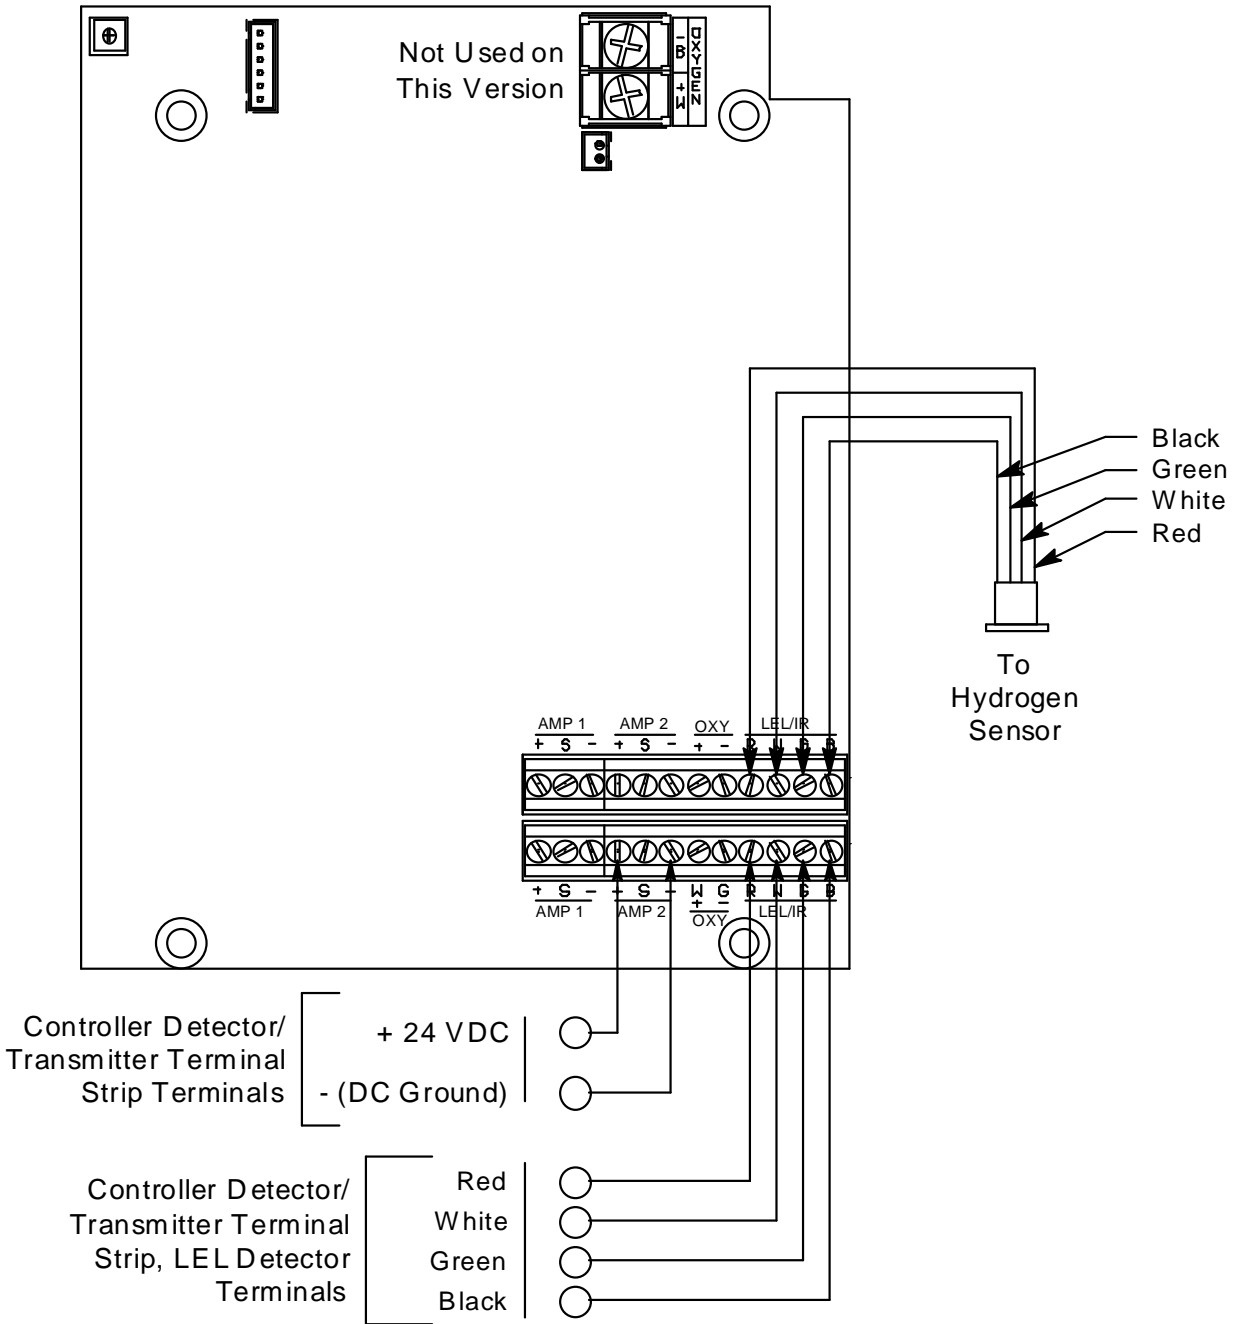 Not Used on
This Version
- B
+ W
OXYGEN
Black
Green
White
Red
To
Hydrogen
Sensor
AMP 1 AMP 2 OXY LEL/IR
+ S - + S - + - R W G B
+ S - + S - W G R W G B
+ -
AMP 1 AMP 2 OXY LEL/IR
Controller Detector/
Transmitter Terminal
Strip Terminals
+ 24 VDC
- (DC Ground)
Controller Detector/
Transmitter Terminal
Strip, LEL Detector
Terminals
Red
White
Green
Black